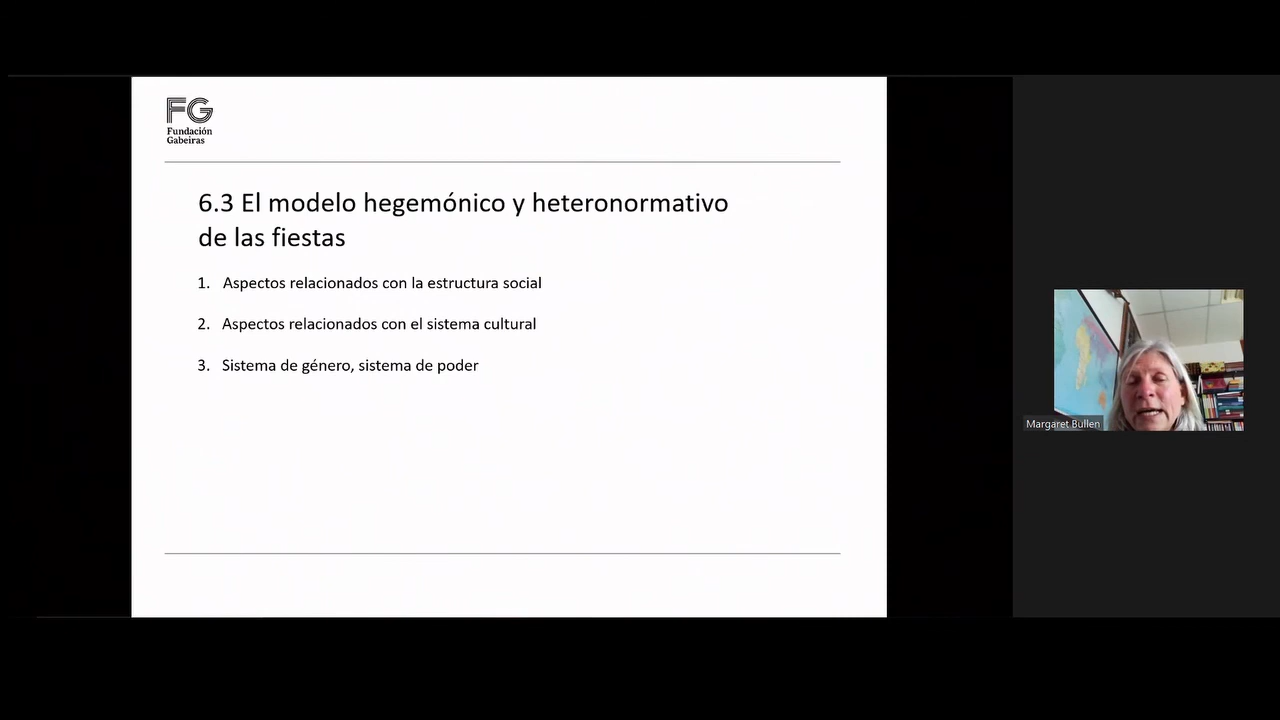 FG
Fundación
Gabeiras
6.3 El modelo hegemónico y heteronormativo
de las fiestas
1. Aspectos relacionados con la estructura social
2. Aspectos relacionados con el sistema cultural
3. Sistema de género, sistema de poder
Margaret Bullen